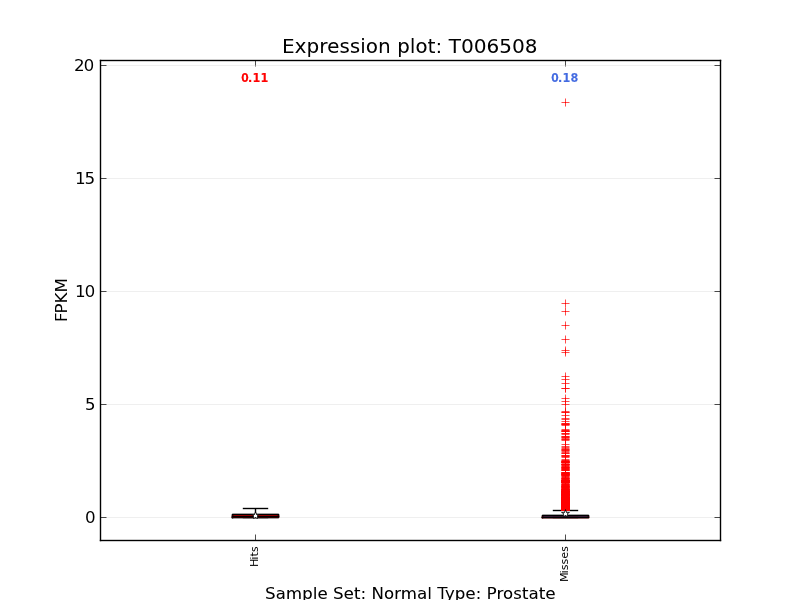 Expression plot: T006508
20
15
10
5
0
FPKM
0.11
0.18
Hits
Misses
Sample Set: Normal Type: Prostate